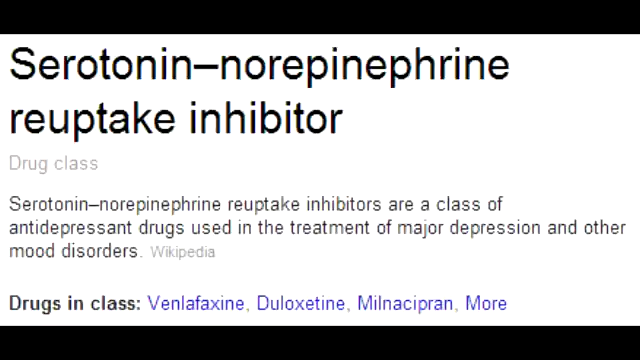 Serotonin–norepinephrine
reuptake inhibitor
Drug class
Serotonin–norepinephrine reuptake inhibitors are a class of
antidepressant drugs used in the treatment of major depression and other
mood disorders. Wikipedia
Drugs in class: Venlafaxine, Duloxetine, Milnacipran, More